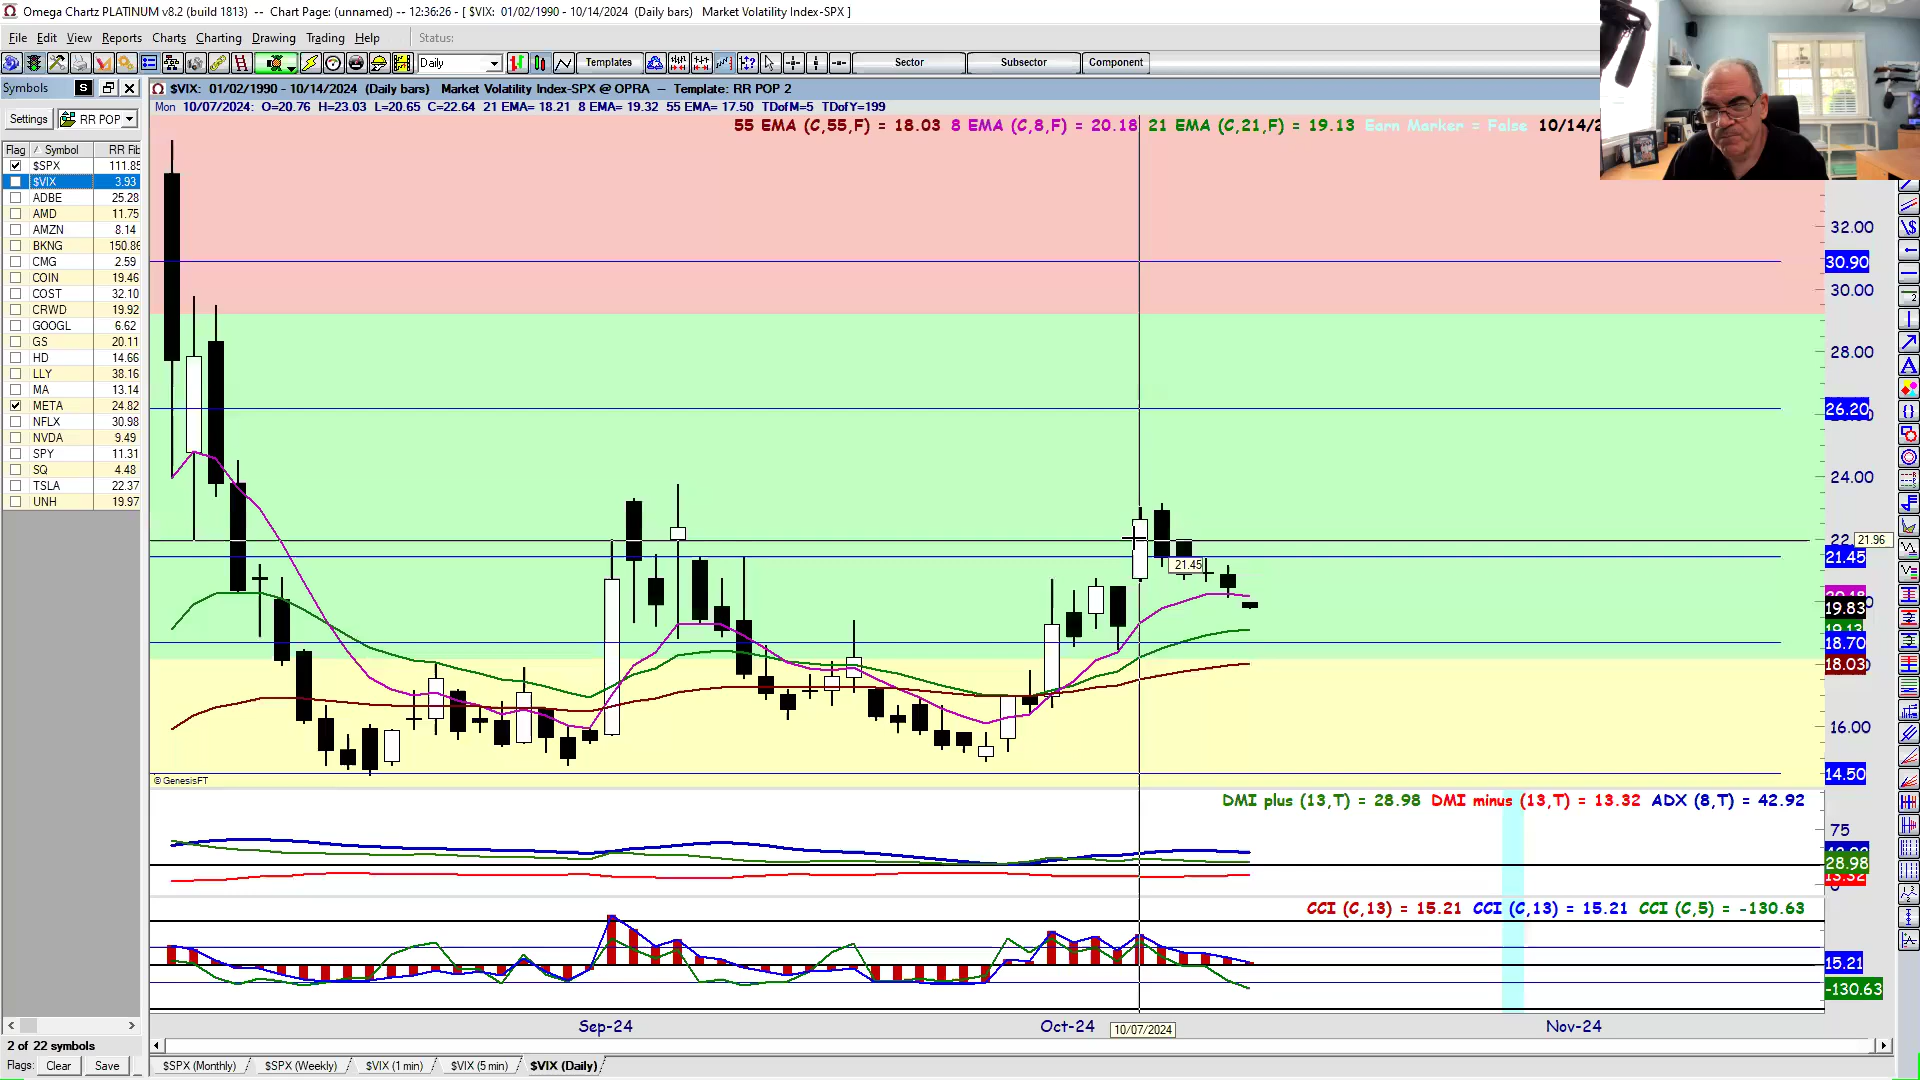 Omega Chartz PLATINUM v8.2 (build 1813) -- Chart Page: (unnamed) -- 12:36:26 - [ $VIX: 01/02/1990 - 10/14/2024 (Daily bars) Market Volatility Index-SPX ]
File Edit View Reports Charts Charting Drawing Trading Help Status:
Daily Templates Sector Subsector Component
Symbols S
$VIX: 01/02/1990 - 10/14/2024 (Daily bars) Market Volatility Index-SPX @ OPRA — Template: RR POP 2
Mon 10/07/2024: O=20.76 H=23.03 L=20.65 C=22.64 21 EMA= 18.21 8 EMA= 19.32 55 EMA= 17.50 TDofM=5 TDofY=199
Settings RR POP
55 EMA (C,55,F) = 18.03 8 EMA (C,8,F) = 20.18 21 EMA (C,21,F) = 19.13 Earn Marker = False 10/14/2
Flag Symbol RR Rib
$SPX 111.85
$VIX 3.93
ADBE 25.28
AMD 11.75
AMZN 8.14
BKNG 150.86
CMG 2.59
COIN 19.46
COST 32.10
CRWD 19.92
GOOGL 6.62
GS 20.11
HD 14.66
LLY 38.16
MA 13.14
META 24.82
NFLX 30.98
NVDA 9.49
SPY 11.31
SQ 4.48
TSLA 22.37
UNH 19.97
32.00
30.90
30.00
28.00
26.20
24.00
21.96
21.45
21.45
19.83
18.70
18.03
16.00
14.50
© GenesisFT
DMI plus (13,T) = 28.98 DMI minus (13,T) = 13.32 ADX (8,T) = 42.92
75
28.98
13.32
CCI (C,13) = 15.21 CCI (C,13) = 15.21 CCI (C,5) = -130.63
15.21
-130.63
Sep-24 Oct-24 10/07/2024 Nov-24
2 of 22 symbols
Flags: Clear Save
$SPX (Monthly) $SPX (Weekly) $VIX (1 min) $VIX (5 min) $VIX (Daily)